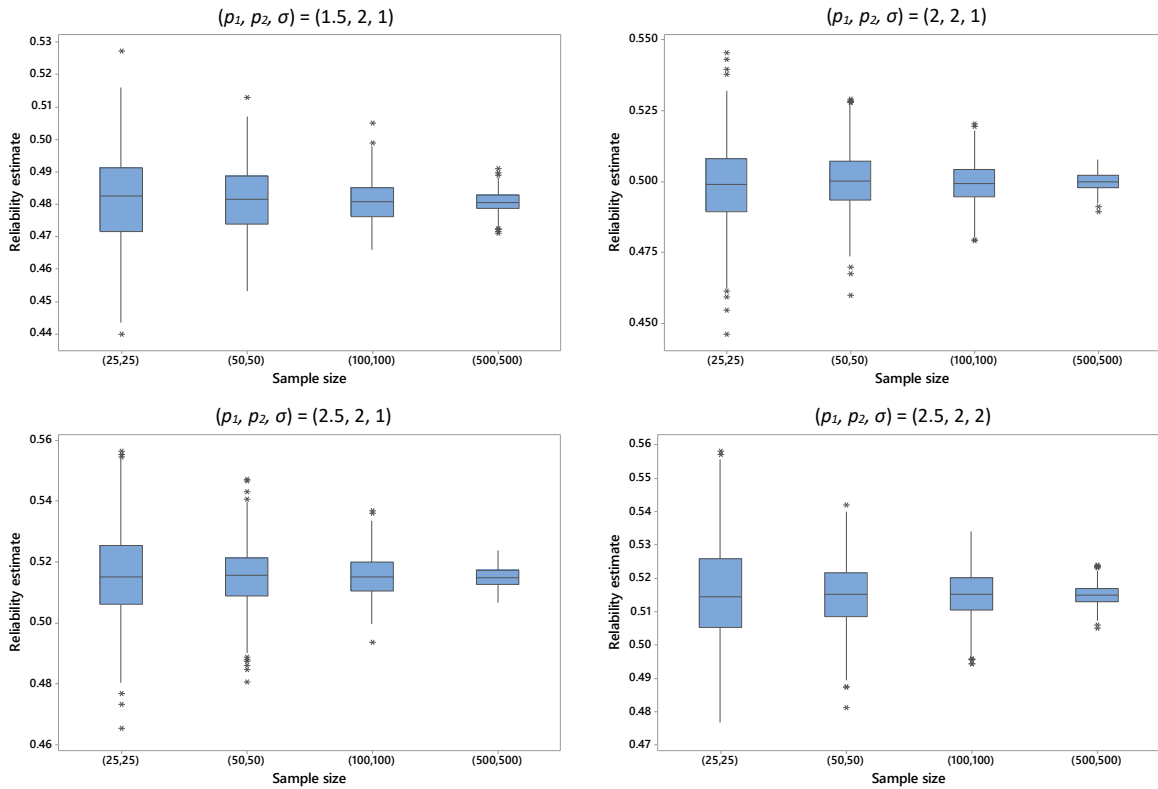 (p₁, p₂, σ) = (1.5, 2, 1)
Reliability estimate
0.53
0.52
0.51
0.50
0.49
0.48
0.47
0.46
0.45
0.44
(25,25) (50,50) (100,100) (500,500)
Sample size
(p₁, p₂, σ) = (2, 2, 1)
Reliability estimate
0.550
0.525
0.500
0.475
0.450
(25,25) (50,50) (100,100) (500,500)
Sample size
(p₁, p₂, σ) = (2.5, 2, 1)
Reliability estimate
0.56
0.54
0.52
0.50
0.48
0.46
(25,25) (50,50) (100,100) (500,500)
Sample size
(p₁, p₂, σ) = (2.5, 2, 2)
Relability estimate
0.56
0.55
0.54
0.53
0.52
0.51
0.50
0.49
0.48
0.47
(25,25) (50,50) (100,100) (500,500)
Sample size